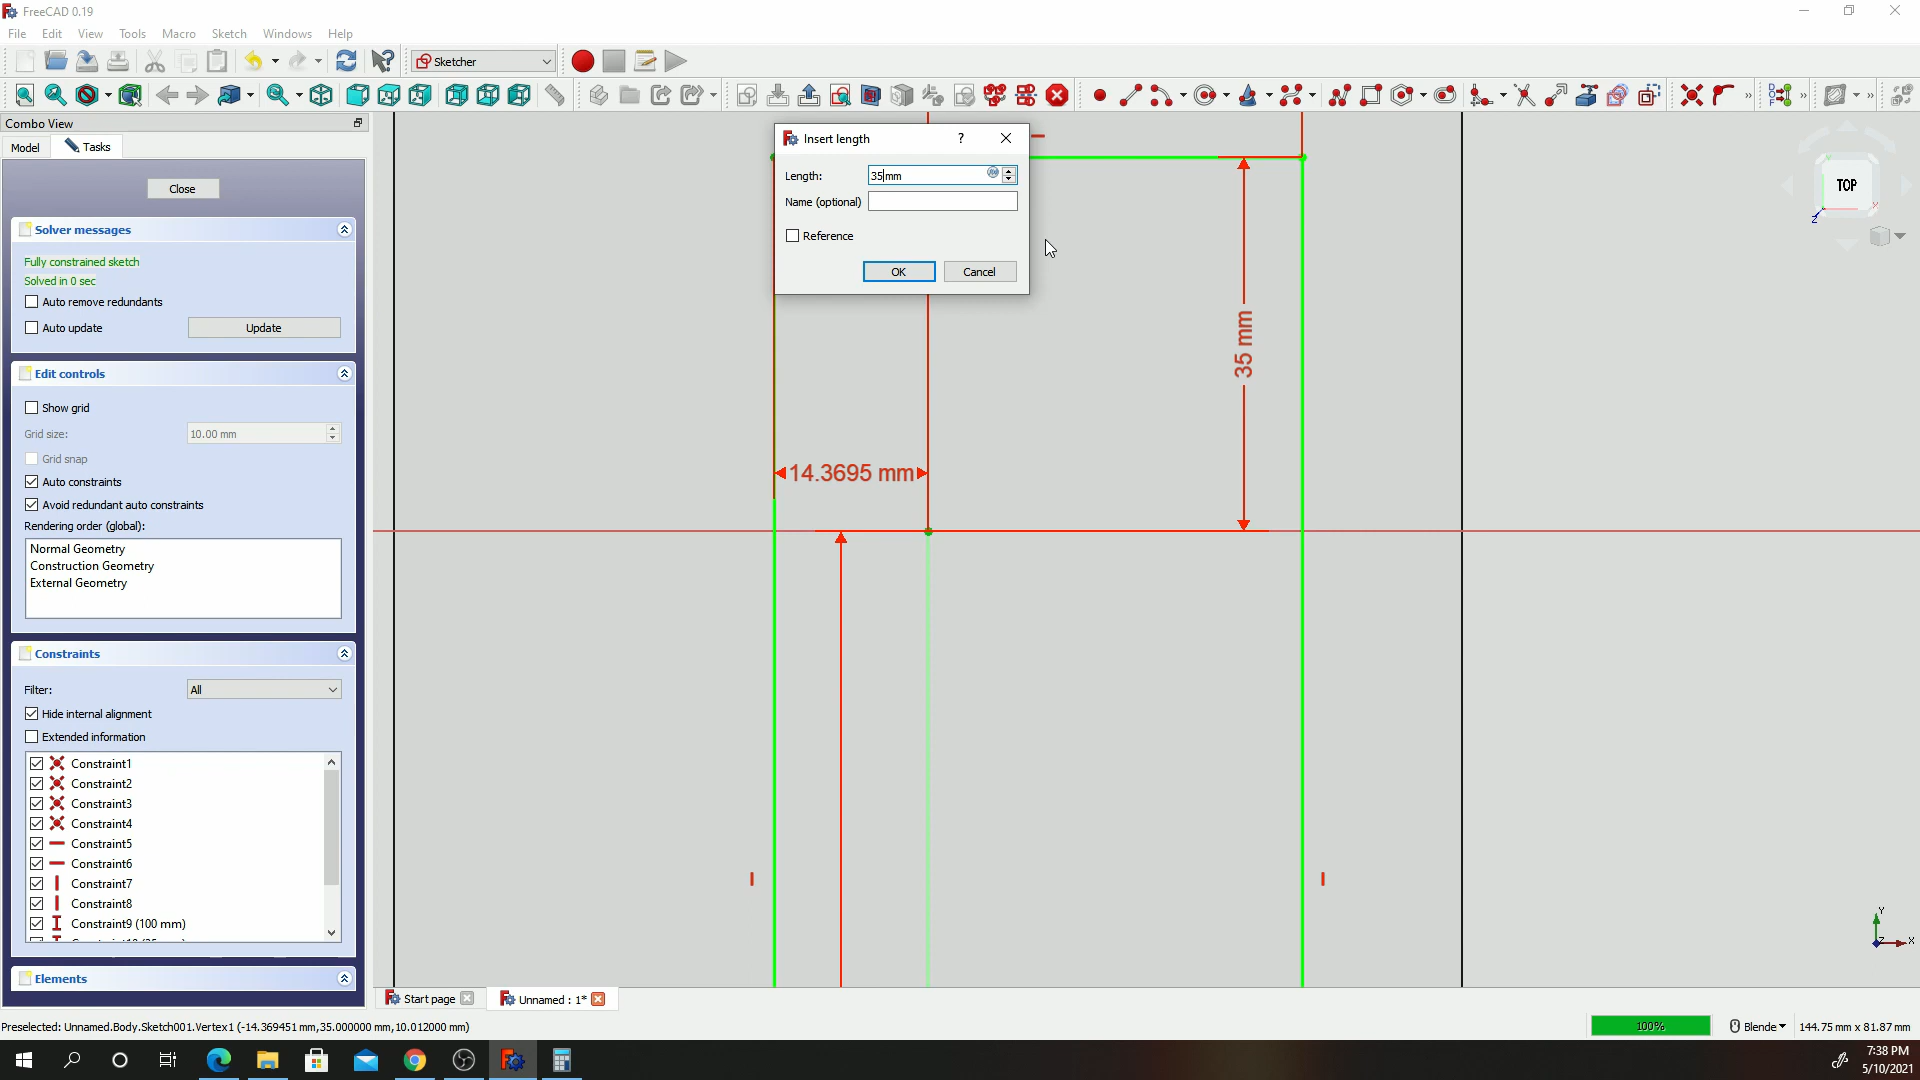 FreeCAD 0.19
File Edit View Tools Macro Sketch Windows Help
Sketcher
Combo View
Model Tasks
Close
Solver messages
Fully constrained sketch
Solved in 0 sec
Auto remove redundants
Auto update Update
Edit controls
Show grid
Grid size: 10.00 mm
Grid snap
Auto constraints
Avoid redundant auto constraints
Rendering order (global):
Normal Geometry
Construction Geometry
External Geometry
Constraints
Filter: All
Hide internal alignment
Extended information
Constraint1
Constraint2
Constraint3
Constraint4
Constraint5
Constraint6
Constraint7
Constraint8
Constraint9 (100 mm)
Elements
Insert length ?
Length: 35mm
Name (optional)
Reference
OK Cancel
35 mm
14.3695 mm
TOP
Z X
Y
Z X
Start page Unnamed : 1*
Preselected: Unnamed.Body.Sketch001.Vertex1 (-14.369451 mm,35.000000 mm,10.012000 mm)
100% Blende 144.75 mm x 81.87 mm
7:38 PM
5/10/2021